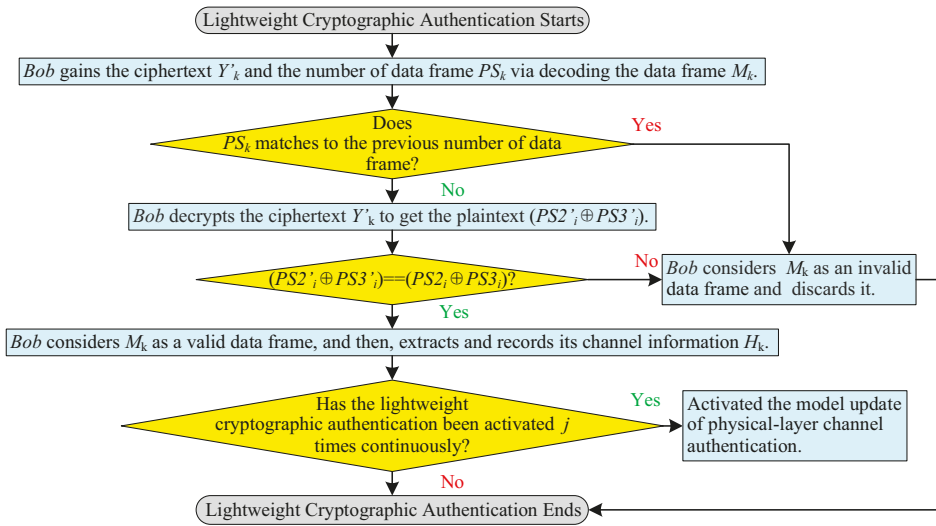 Lightweight Cryptographic Authentication Starts
Bob gains the ciphertext Y'k and the number of data frame PSk via decoding the data frame Mk.
Does
PSk matches to the previous number of data
frame?
Yes
No
Bob decrypts the ciphertext Y'k to get the plaintext (PS2'i⊕PS3'i).
(PS2'i⊕PS3'i)==(PS2i⊕PS3i)?
No
Bob considers Mk as an invalid
data frame and discards it.
Yes
Bob considers Mk as a valid data frame, and then, extracts and records its channel information Hk.
Has the lightweight
cryptographic authentication been activated j
times continuously?
Yes
Activated the model update
of physical-layer channel
authentication.
No
Lightweight Cryptographic Authentication Ends